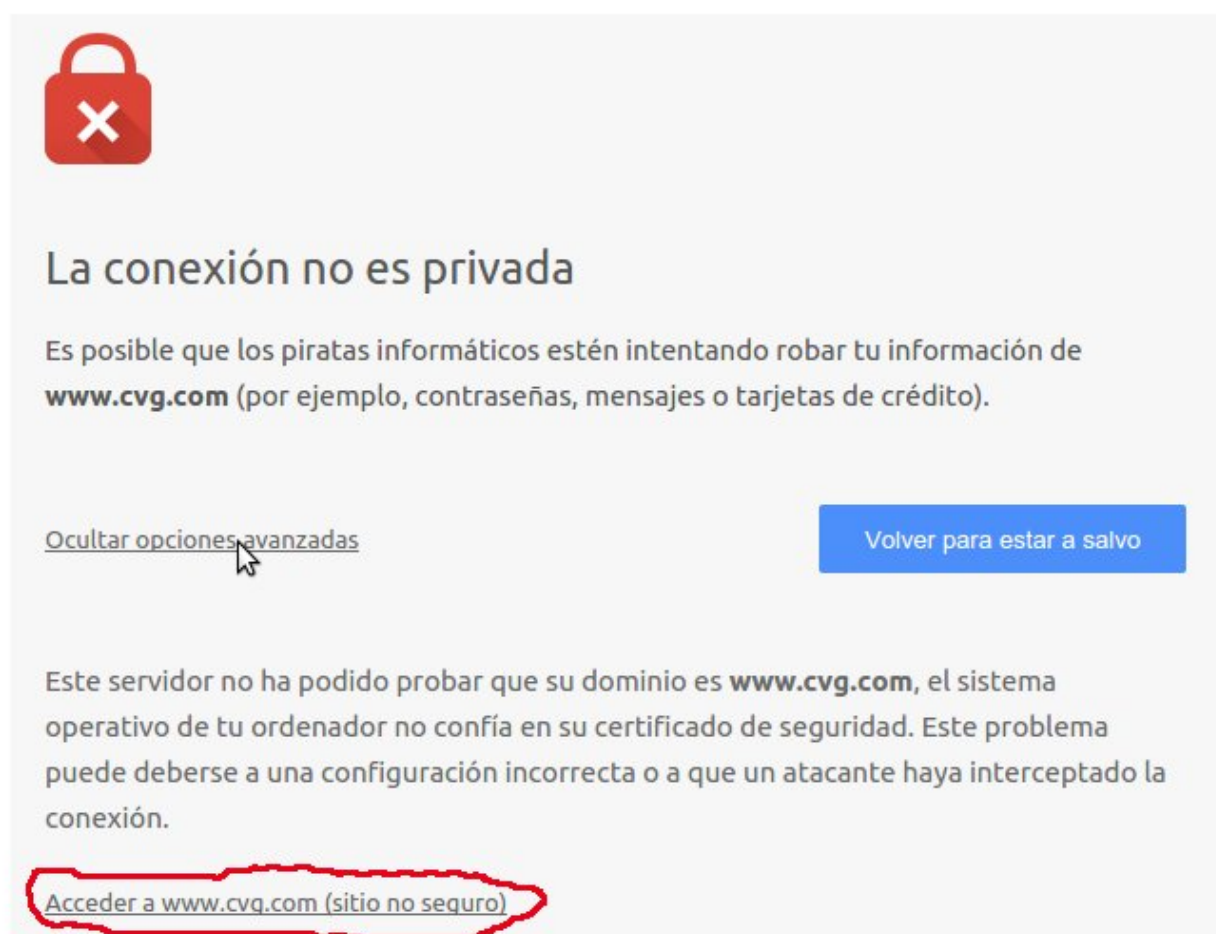 La conexión no es privada
Es posible que los piratas informáticos estén intentando robar tu información de
www.cvg.com (por ejemplo, contraseñas, mensajes o tarjetas de crédito).
Ocultar opciones avanzadas
Volver para estar a salvo
Este servidor no ha podido probar que su dominio es www.cvg.com, el sistema
operativo de tu ordenador no confía en su certificado de seguridad. Este problema
puede deberse a una configuración incorrecta o a que un atacante haya interceptado la
conexión.
Acceder a www.cvg.com (sitio no seguro)